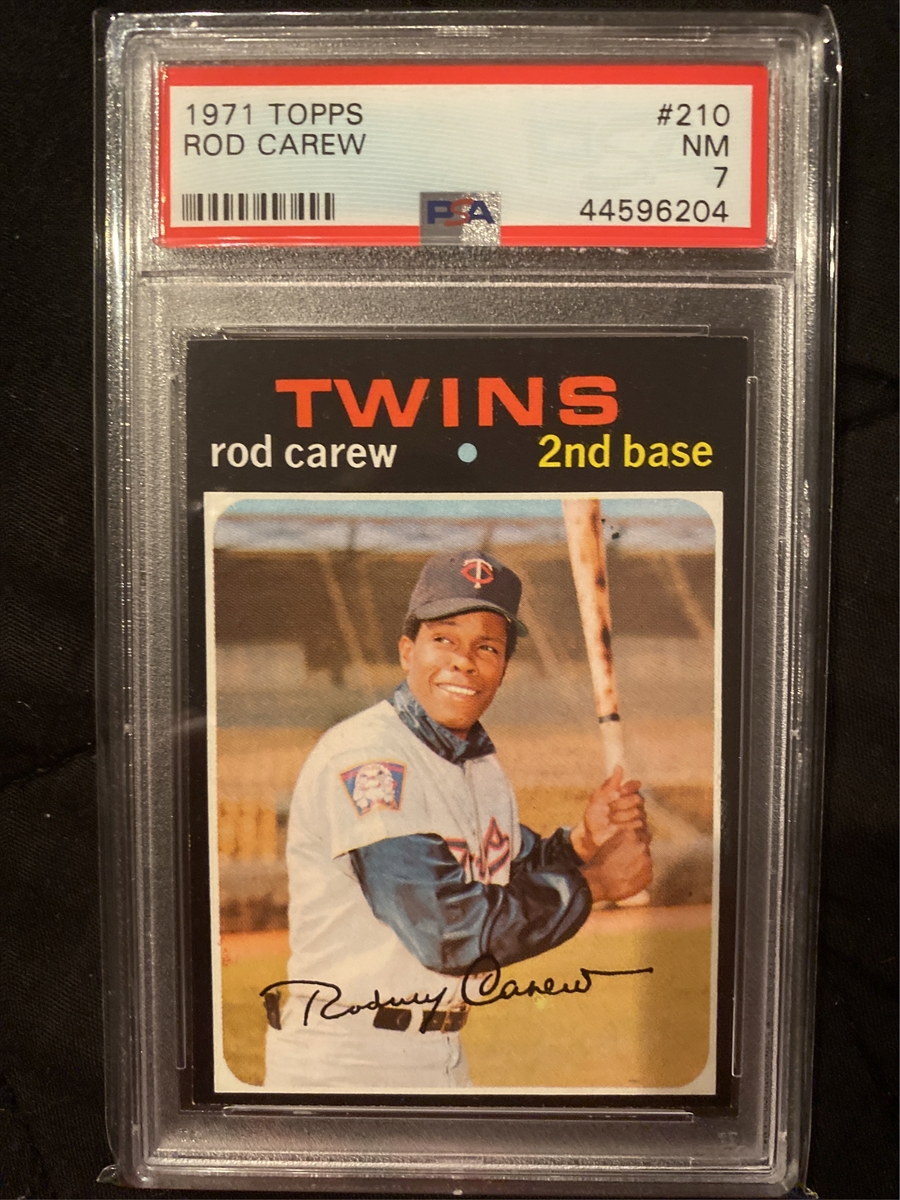 1971 TOPPS #210
ROD CAREW NM
7
PSA 44596204
TWINS
rod carew • 2nd base
Rodney Carew